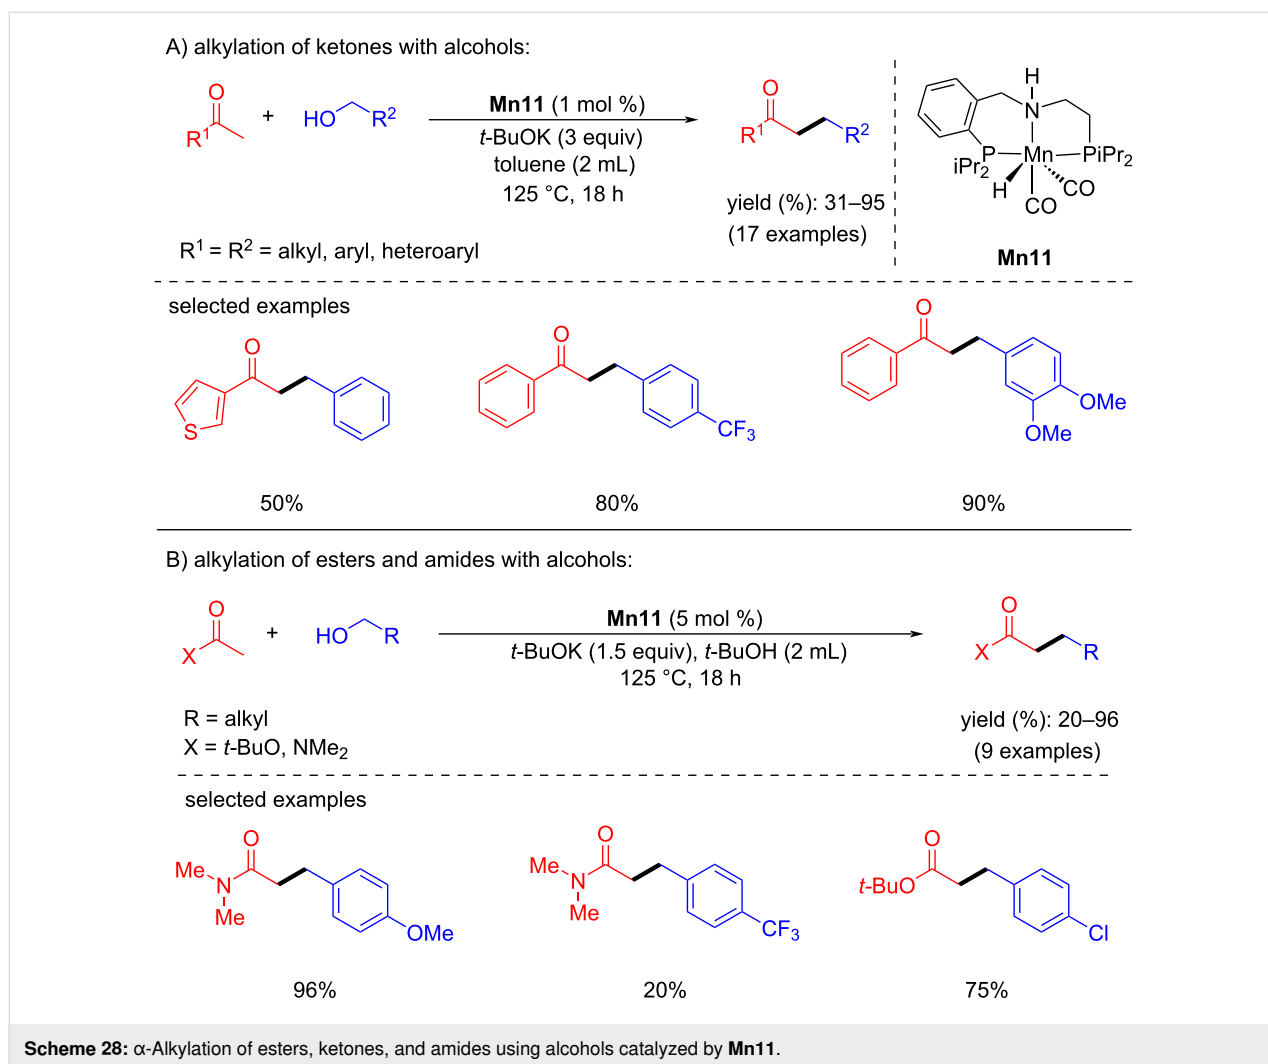 A) alkylation of ketones with alcohols:
O
R¹
+
HO
R²
Mn11 (1 mol %)
t-BuOK (3 equiv)
toluene (2 mL)
125 °C, 18 h
O
R¹
R²
yield (%): 31–95
(17 examples)
R¹ = R² = alkyl, aryl, heteroaryl
H
N
P
Mn
PiPr₂
iPr₂
H
CO
CO
Mn11
selected examples
O
S
50%
O
CF₃
80%
O
OMe
OMe
90%
B) alkylation of esters and amides with alcohols:
O
X
+
HO
R
Mn11 (5 mol %)
t-BuOK (1.5 equiv), t-BuOH (2 mL)
125 °C, 18 h
O
X
R
R = alkyl
X = t-BuO, NMe₂
yield (%): 20–96
(9 examples)
selected examples
O
Me
N
Me
OMe
96%
O
Me
N
Me
CF₃
20%
O
t-BuO
Cl
75%
Scheme 28: α-Alkylation of esters, ketones, and amides using alcohols catalyzed by Mn11.